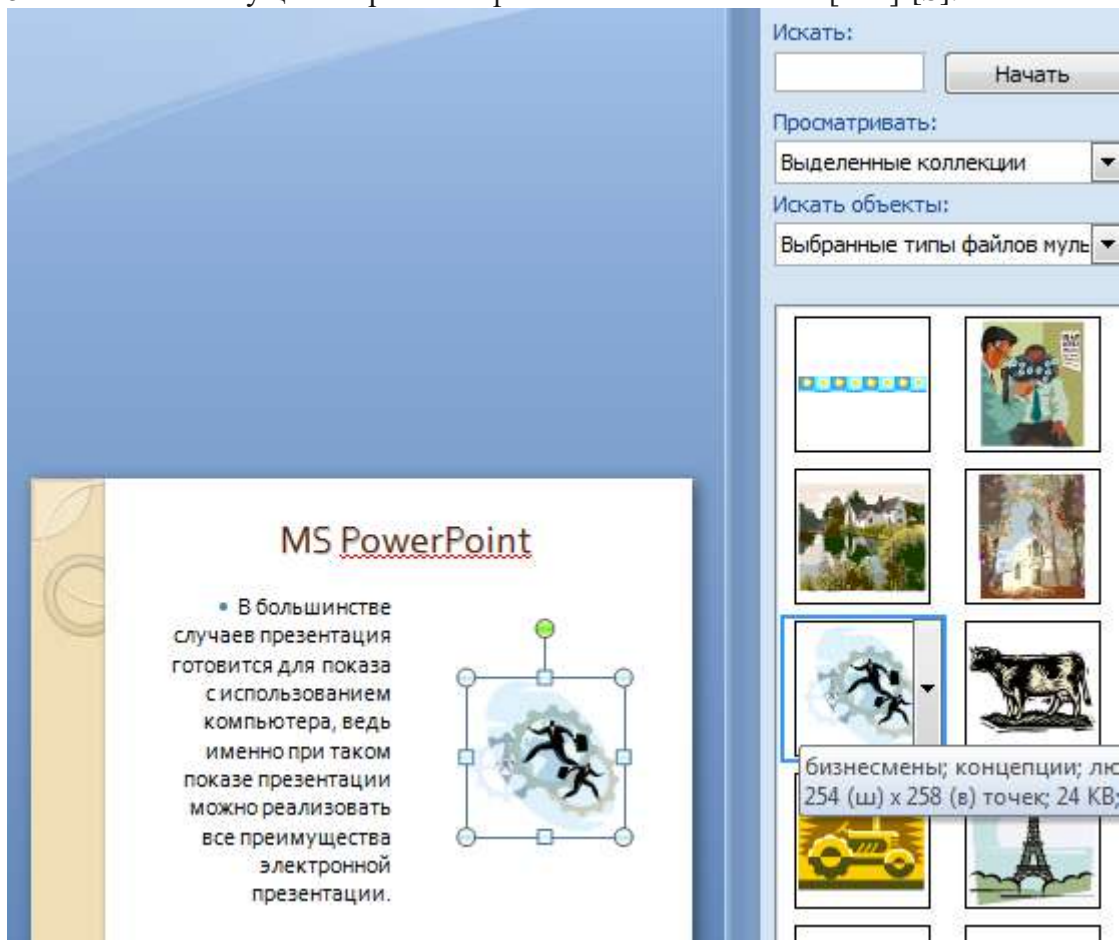 Искать:
Начать
Просматривать:
Выделенные коллекции
Искать объекты:
Выбранные типы файлов муль
MS PowerPoint
• В большинстве
случаев презентация
готовится для показа
с использованием
компьютера, ведь
именно при таком
показе презентации
можно реализовать
все преимущества
электронной
презентации.
бизнесмены; концепции; лю
254 (ш) x 258 (в) точек; 24 KB;